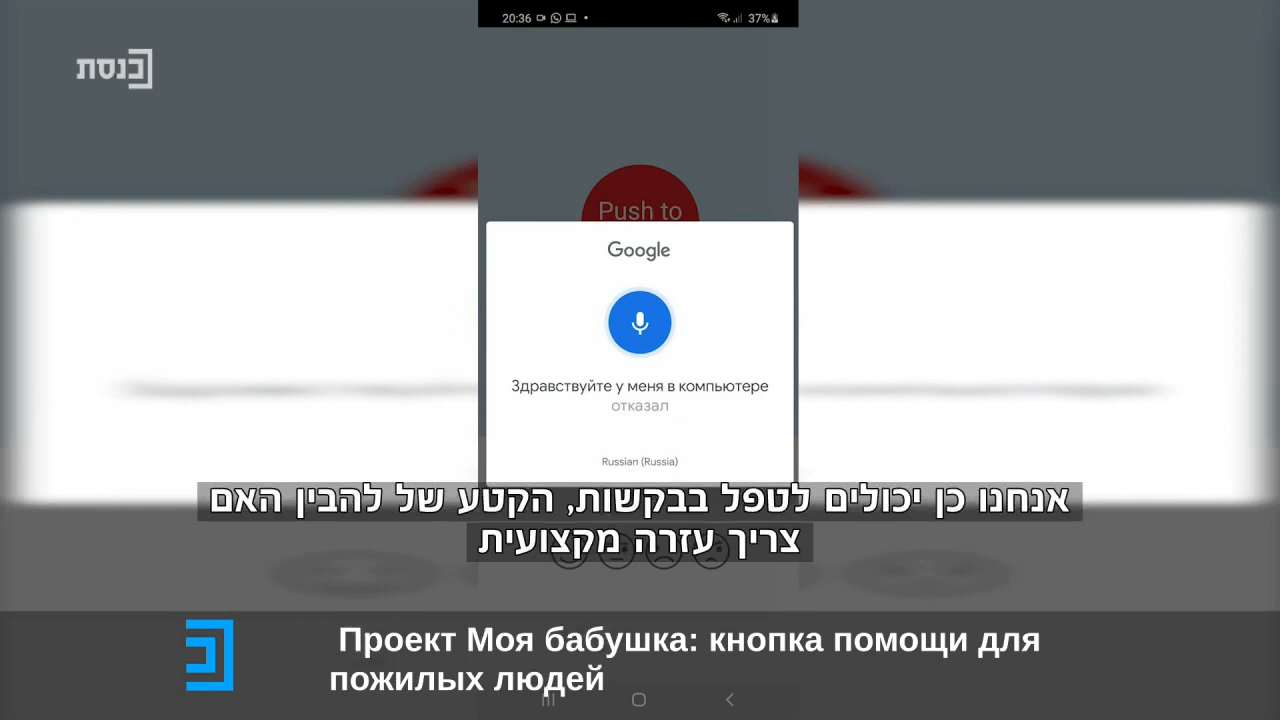 20:36
37%
כנסת
Push to
Google
Здравствуйте у меня в компьютере
отказал
Russian (Russia)
אנחנו כן יכולים לטפל בבקשות, הקטע של להבין האם
צריך עזרה מקצועית
Проект Моя бабушка: кнопка помощи для
пожилых людей